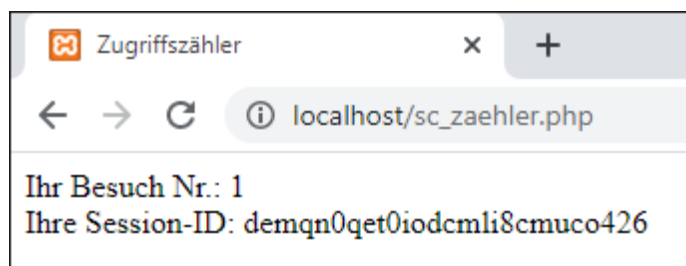 Zugriffszähler
localhost/sc_zaehler.php
Ihr Besuch Nr.: 1
Ihre Session-ID: demqn0qet0iodcmli8cmuco426